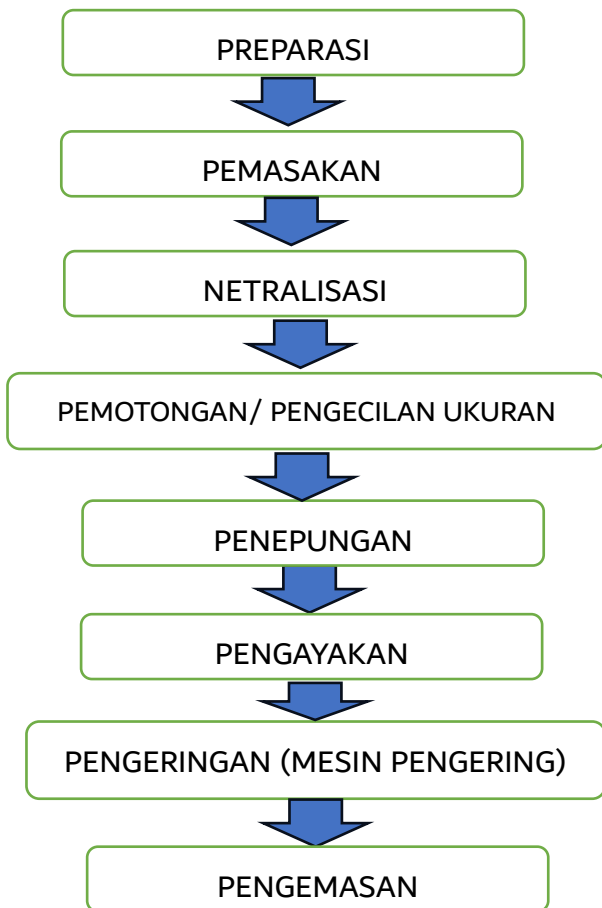 PREPARASI
PEMASAKAN
NETRALISASI
PEMOTONGAN/ PENGECILAN UKURAN
PENEPUNGAN
PENGAYAKAN
PENGERINGAN (MESIN PENGERING)
PENGEMASAN